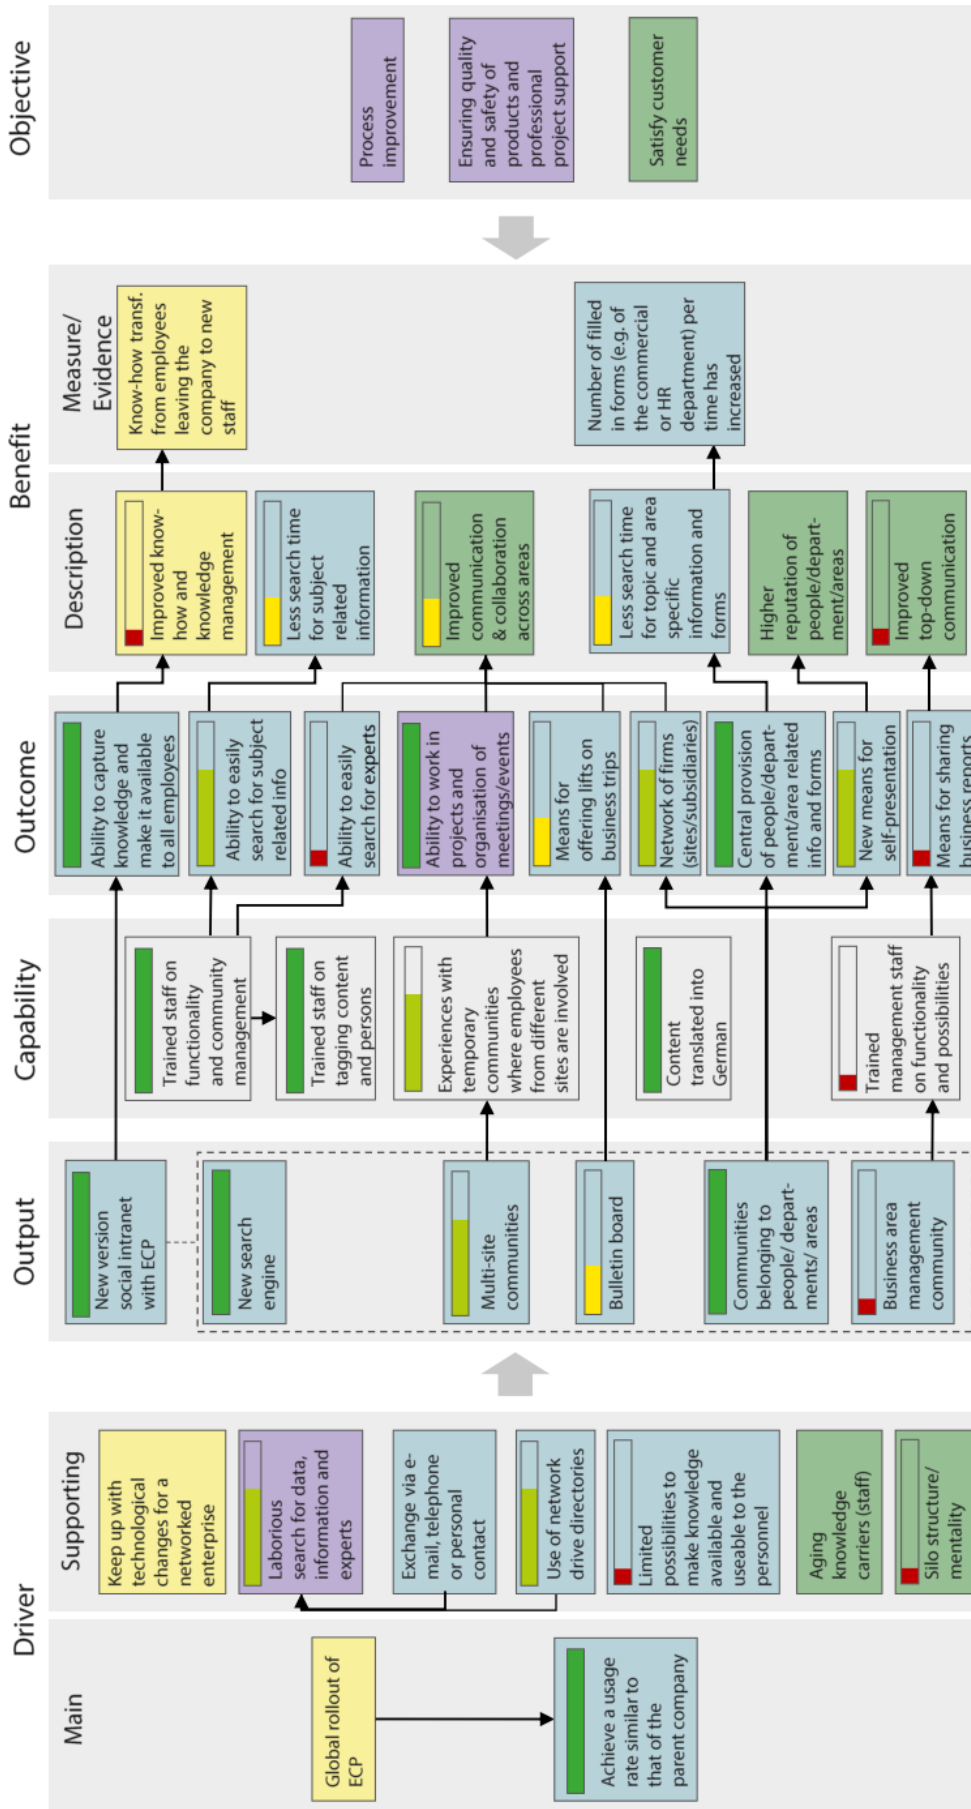 Driver
Main
Global rollout of
ECP
Achieve a usage
rate similar to
that of the
parent company
Supporting
Keep up with
technological
changes for a
networked
enterprise
Laborious
search for data,
information and
experts
Exchange via e-
mail, telephone
or personal
contact
Use of network
drive directories
Limited
possibilities to
make knowledge
available and
useable to the
personnel
Aging
knowledge
carriers (staff)
Silo structure/
mentality
Output
New version
social intranet
with ECP
New search
engine
Multi-site
communities
Bulletin board
Communities
belonging to
people/ depart-
ments/ areas
Business area
management
community
Capability
Trained staff on
functionality
and community
management
Trained staff on
tagging content
and persons
Experiences with
temporary
communities
where employees
from different
sites are involved
Content
translated into
German
Trained
management staff
on functionality
and possibilities
Outcome
Ability to capture
knowledge and
make it available
to all employees
Ability to easily
search for subject
related info
Ability to easily
search for experts
Ability to work in
projects and
organisation of
meetings/events
Means for
offering lifts on
business trips
Network of firms
(sites/subsidiaries)
Central provision
of people/depart-
ment/area related
info and forms
New means for
self-presentation
Means for sharing
business reports
Benefit
Description
Improved know-
how and
knowledge
management
Less search time
for subject
related
information
Improved
communication
& collaboration
across areas
Less search time
for topic and area
specific
information and
forms
Higher
reputation of
people/depart-
ment/areas
Improved
top-down
communication
Measure/
Evidence
Know-how transf.
from employees
leaving the
company to new
staff
Number of filled
in forms (e.g. of
the commercial
or HR
department) per
time has
increased
Objective
Process
improvement
Ensuring quality
and safety of
products and
professional
project support
Satisfy customer
needs